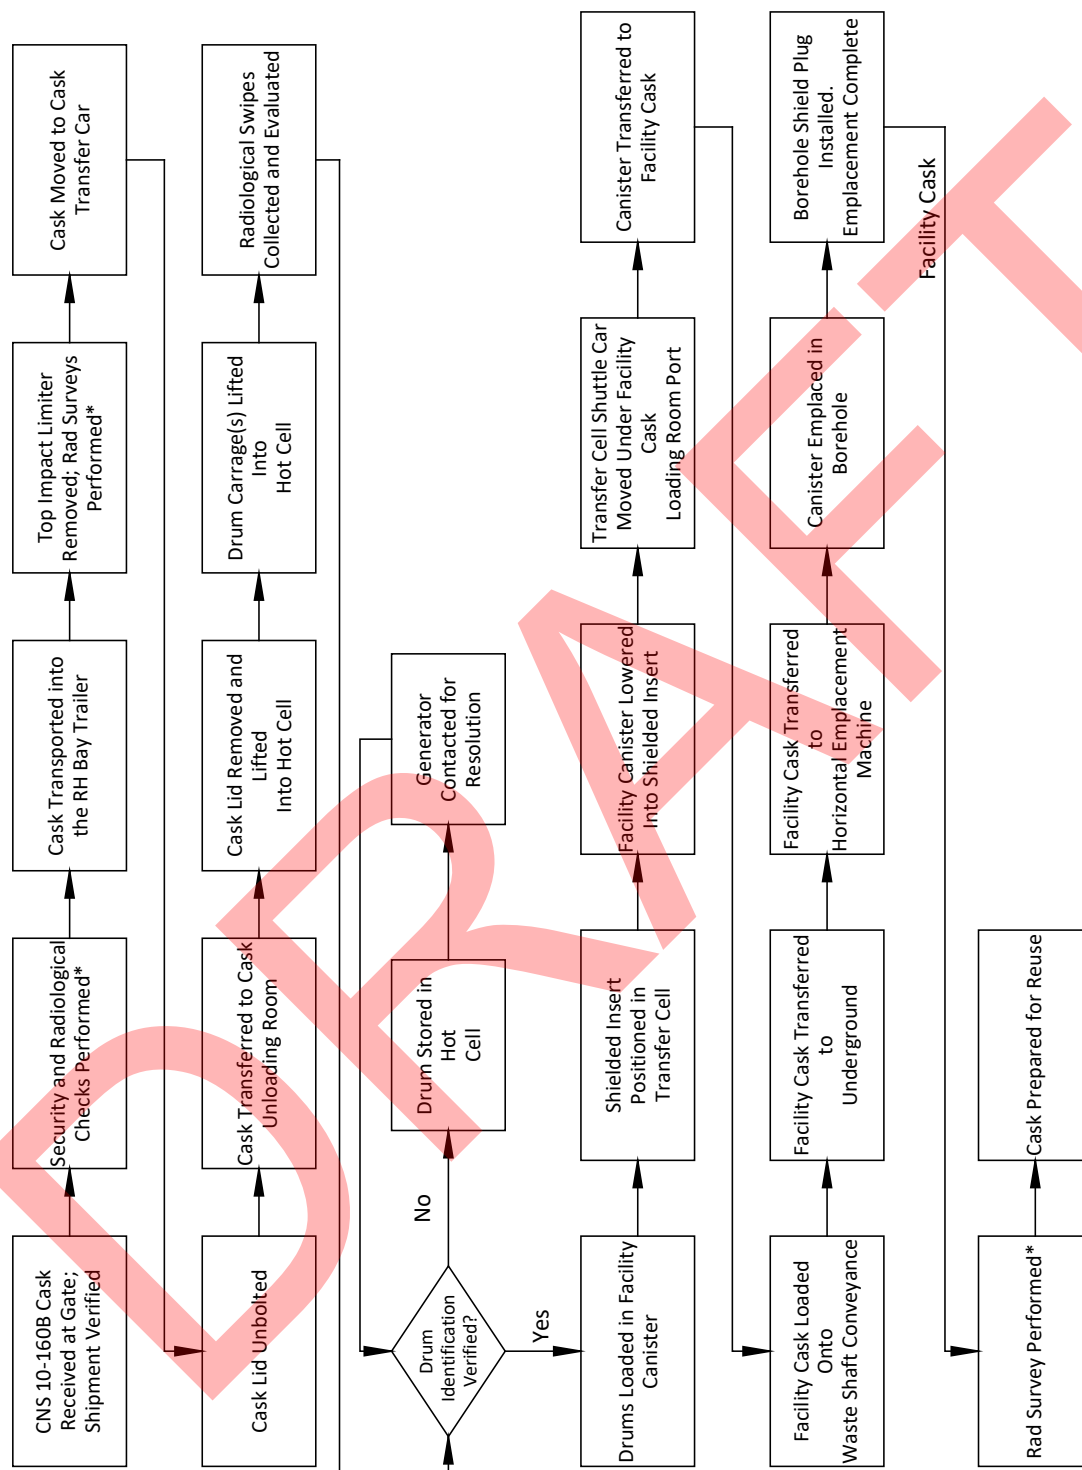 CNS 10-160B Cask
Received at Gate;
Shipment Verified
Security and Radiological
Checks Performed*
Cask Transported into
the RH Bay Trailer
Top Impact Limiter
Removed; Rad Surveys
Performed*
Cask Moved to Cask
Transfer Car
Cask Lid Unbolted
Cask Transferred to Cask
Unloading Room
Cask Lid Removed and
Lifted
Into Hot Cell
Drum Carrage(s) Lifted
Into
Hot Cell
Radiological Swipes
Collected and Evaluated
Drum
Identification
Verified?
No
Drum Stored in
Hot
Cell
Generator
Contacted for
Resolution
Yes
Drums Loaded in Facility
Canister
Shielded Insert
Positioned in
Transfer Cell
Facility Canister Lowered
Into Shielded Insert
Transfer Cell Shuttle Car
Moved Under Facility
Cask
Loading Room Port
Canister Transferred to
Facility Cask
Facility Cask Loaded
Onto
Waste Shaft Conveyance
Facility Cask Transferred
to
Underground
Facility Cask Transferred
to
Horizontal Emplacement
Machine
Canister Emplaced in
Borehole
Borehole Shield Plug
Installed.
Emplacement Complete
Facility Cask
Rad Survey Performed*
Cask Prepared for Reuse
DRAFT